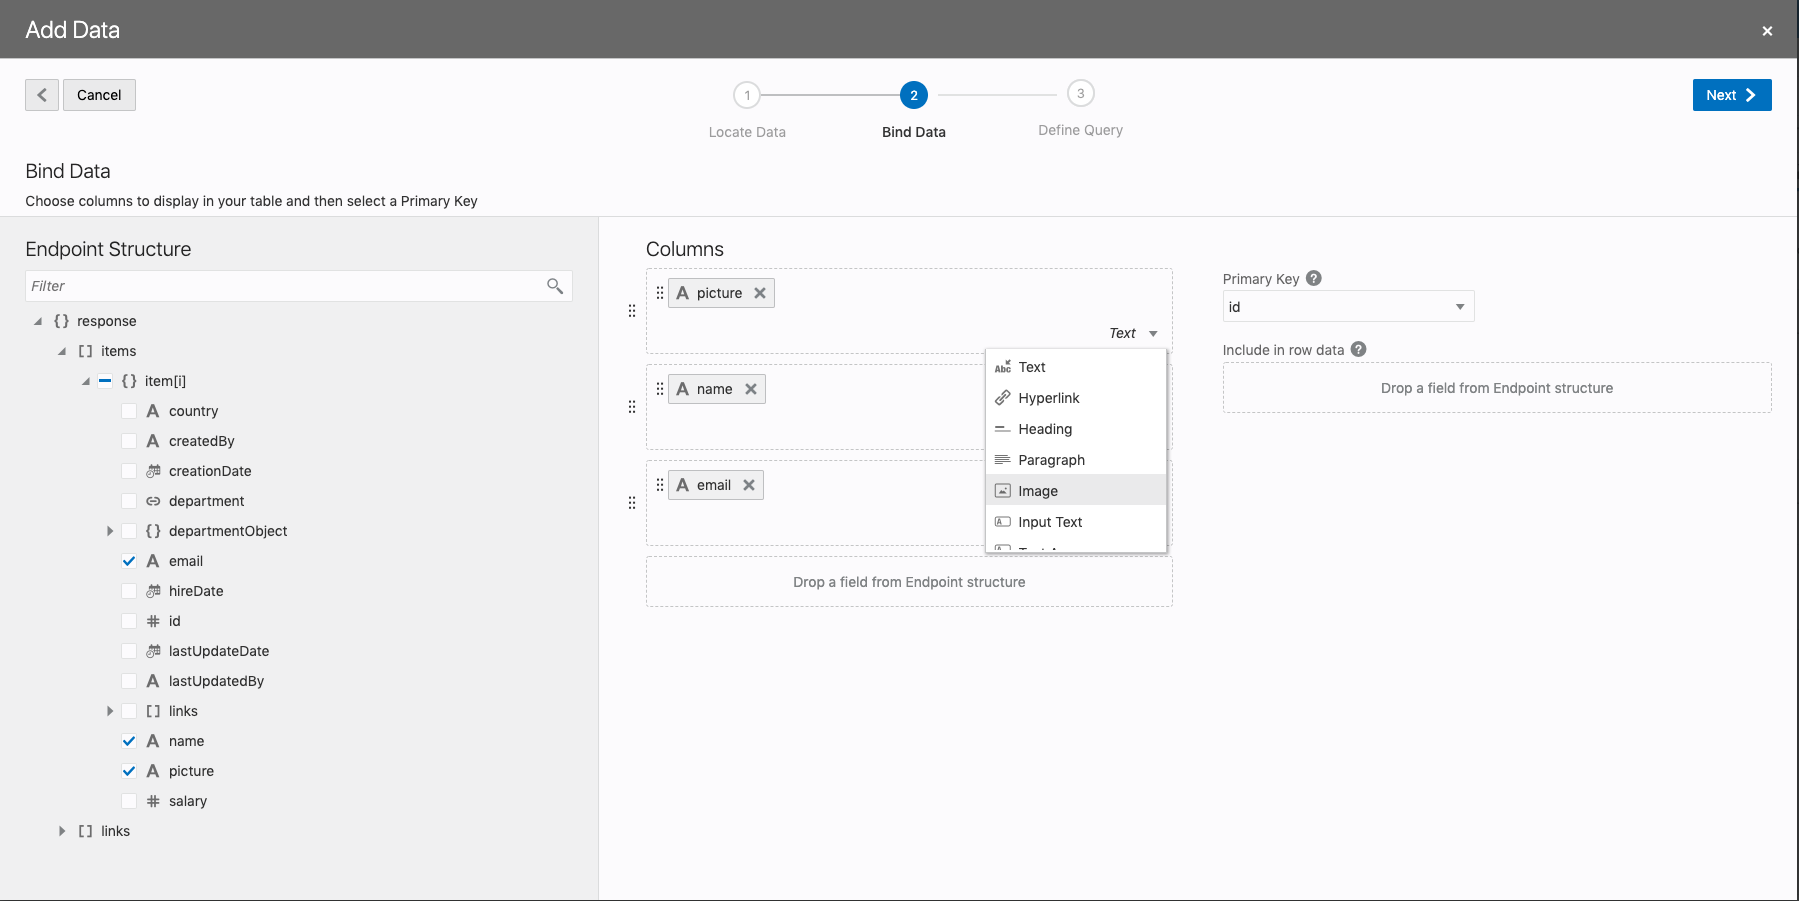 Add Data
Cancel
1
2
3
Locate Data
Bind Data
Define Query
Next
Bind Data
Choose columns to display in your table and then select a Primary Key
Endpoint Structure
Filter
{} response
[] items
{} item[i]
A country
A createdBy
creationDate
department
{} departmentObject
A email
hireDate
# id
lastUpdateDate
A lastUpdatedBy
[] links
A name
A picture
# salary
[] links
Columns
A picture
Text
A name
A email
Abc Text
Hyperlink
Heading
Paragraph
Image
Input Text
Drop a field from Endpoint structure
Primary Key ?
id
Include in row data ?
Drop a field from Endpoint structure